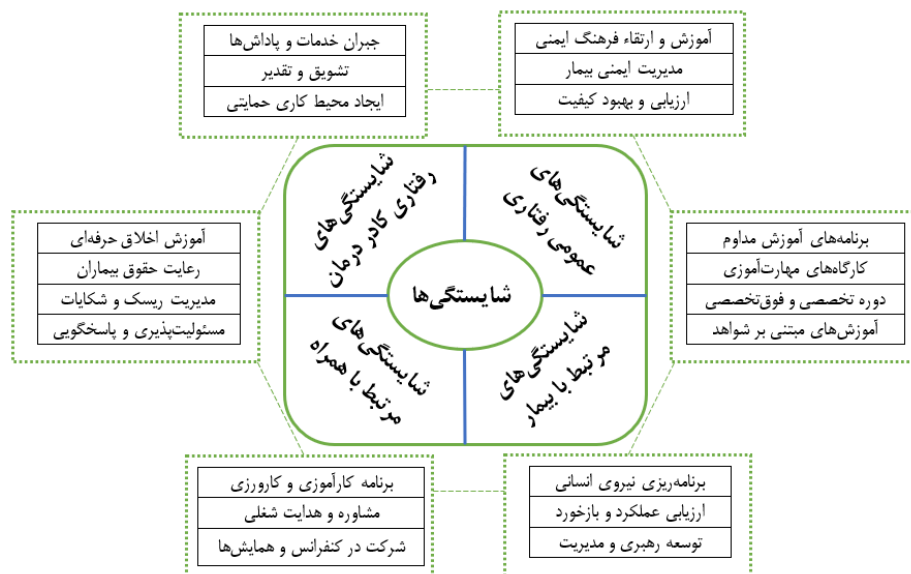 آموزش و ارتقاء فرهنگ ایمنی
مدیریت ایمنی بیمار
ارزیابی و بهبود کیفیت
جبران خدمات و پاداش‌ها
تشویق و تقدیر
ایجاد محیط کاری حمایتی
شایستگی‌های
عمومی رفتاری
شایستگی‌های
رفتاری کادر درمان
برنامه‌های آموزش مداوم
کارگاه‌های مهارت‌آموزی
دوره تخصصی و فوق‌تخصصی
آموزش‌های مبتنی بر شواهد
شایستگی‌ها
آموزش اخلاق حرفه‌ای
رعایت حقوق بیماران
مدیریت ریسک و شکایات
مسئولیت‌پذیری و پاسخگویی
شایستگی‌های
مرتبط با بیمار
شایستگی‌های
مرتبط با همراه
برنامه‌ریزی نیروی انسانی
ارزیابی عملکرد و بازخورد
توسعه رهبری و مدیریت
برنامه کارآموزی و کارورزی
مشاوره و هدایت شغلی
شرکت در کنفرانس و همایش‌ها